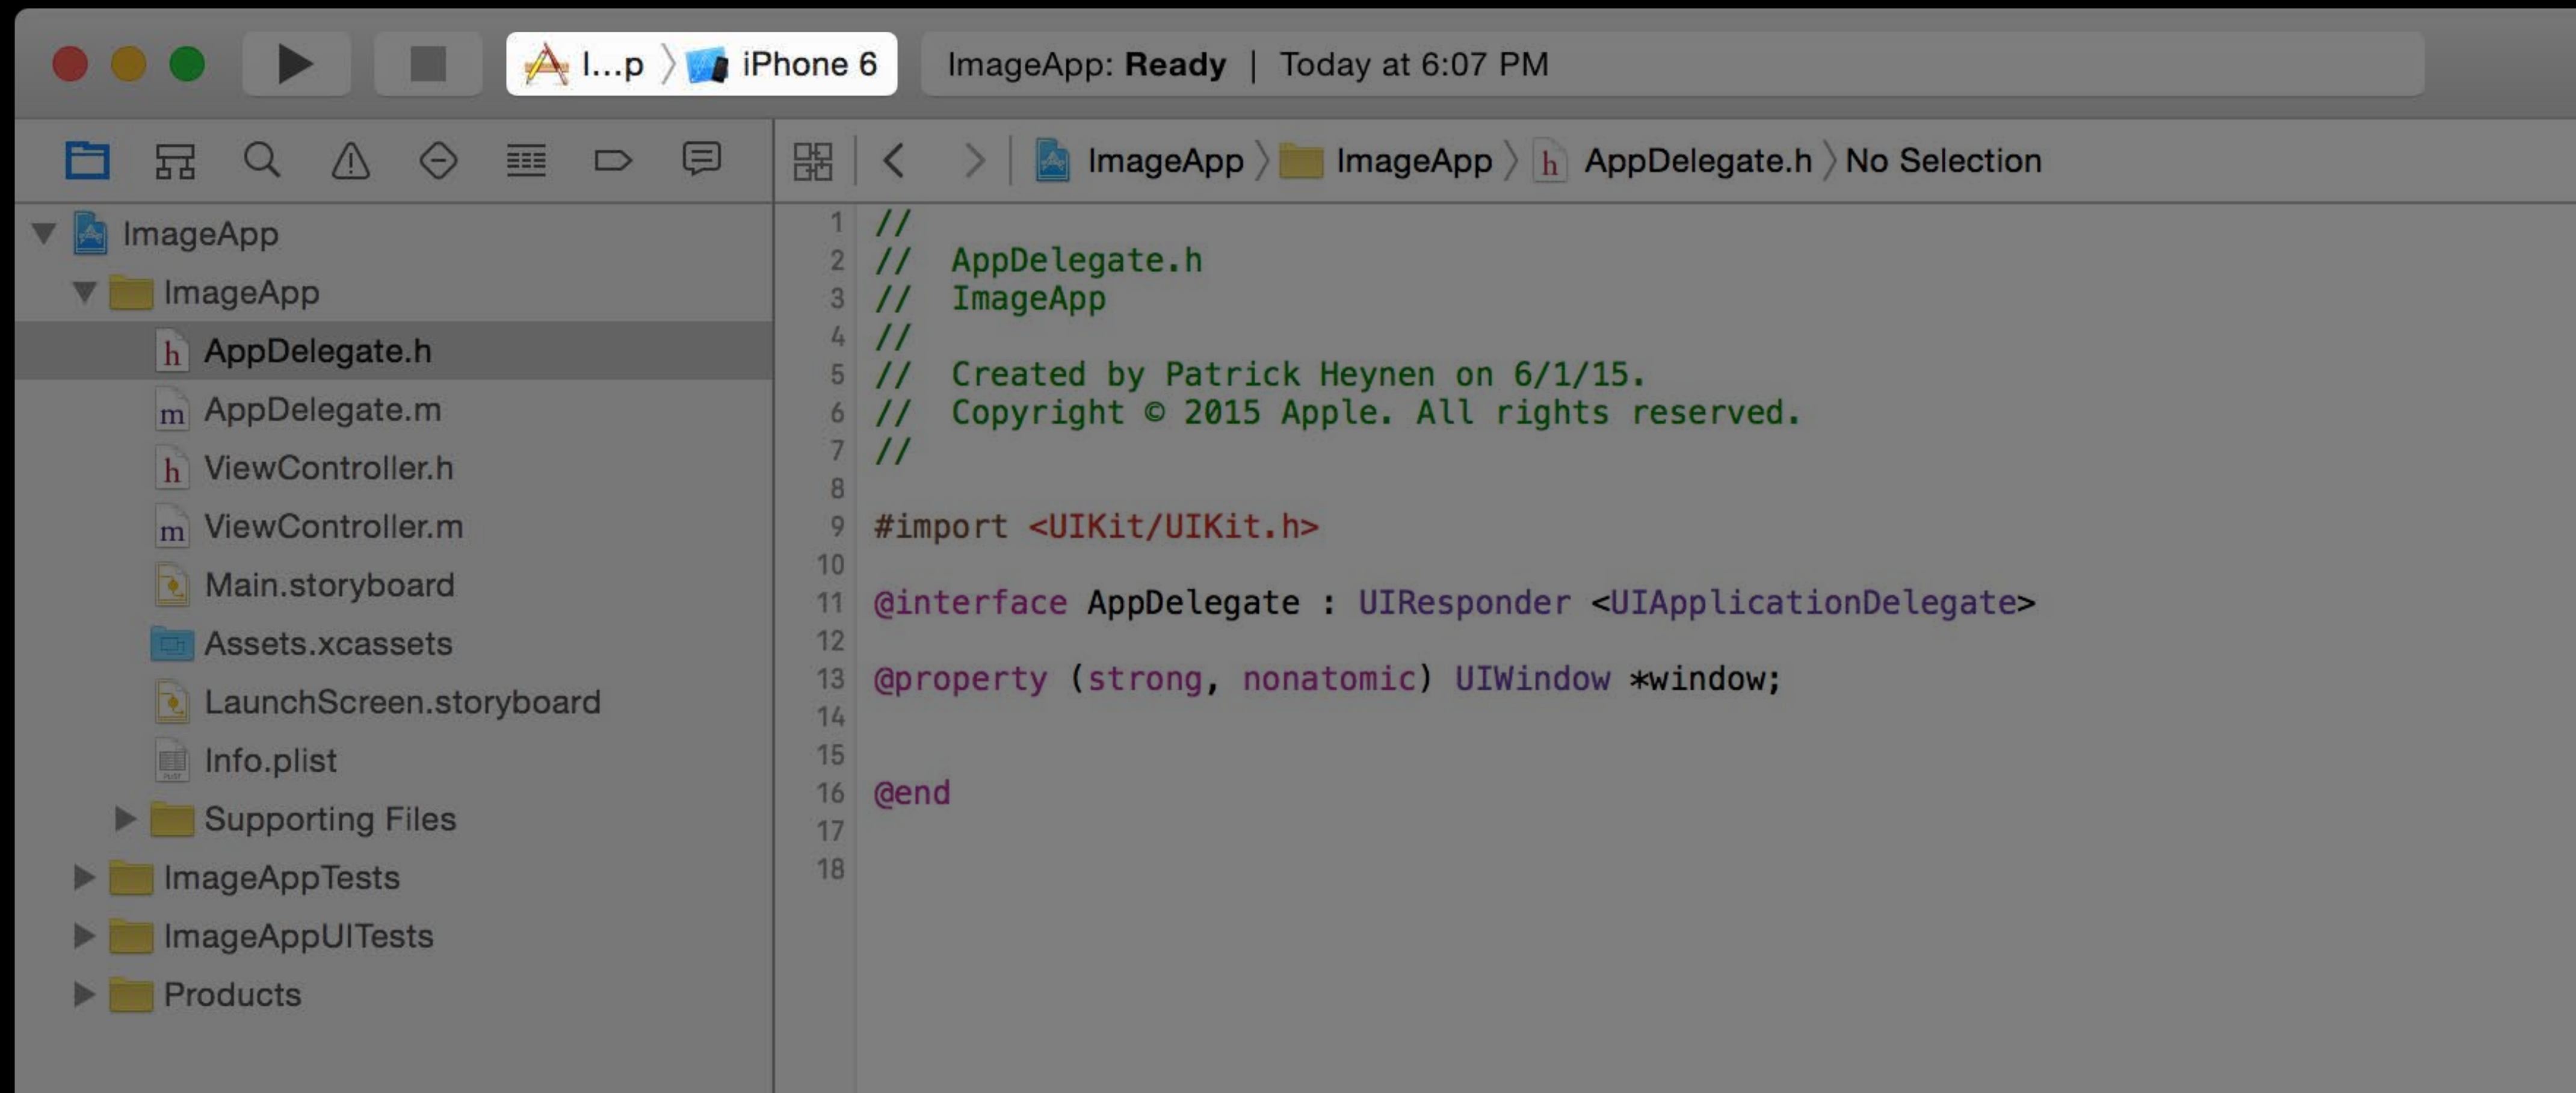 I...p 〉 iPhone 6
ImageApp: Ready | Today at 6:07 PM
ImageApp 〉 ImageApp 〉 h AppDelegate.h 〉 No Selection
ImageApp
ImageApp
h AppDelegate.h
m AppDelegate.m
h ViewController.h
m ViewController.m
Main.storyboard
Assets.xcassets
LaunchScreen.storyboard
Info.plist
Supporting Files
ImageAppTests
ImageAppUITests
Products
1 //
2 //  AppDelegate.h
3 //  ImageApp
4 //
5 //  Created by Patrick Heynen on 6/1/15.
6 //  Copyright © 2015 Apple. All rights reserved.
7 //
8
9 #import <UIKit/UIKit.h>
10
11 @interface AppDelegate : UIResponder <UIApplicationDelegate>
12
13 @property (strong, nonatomic) UIWindow *window;
14
15
16 @end
17
18